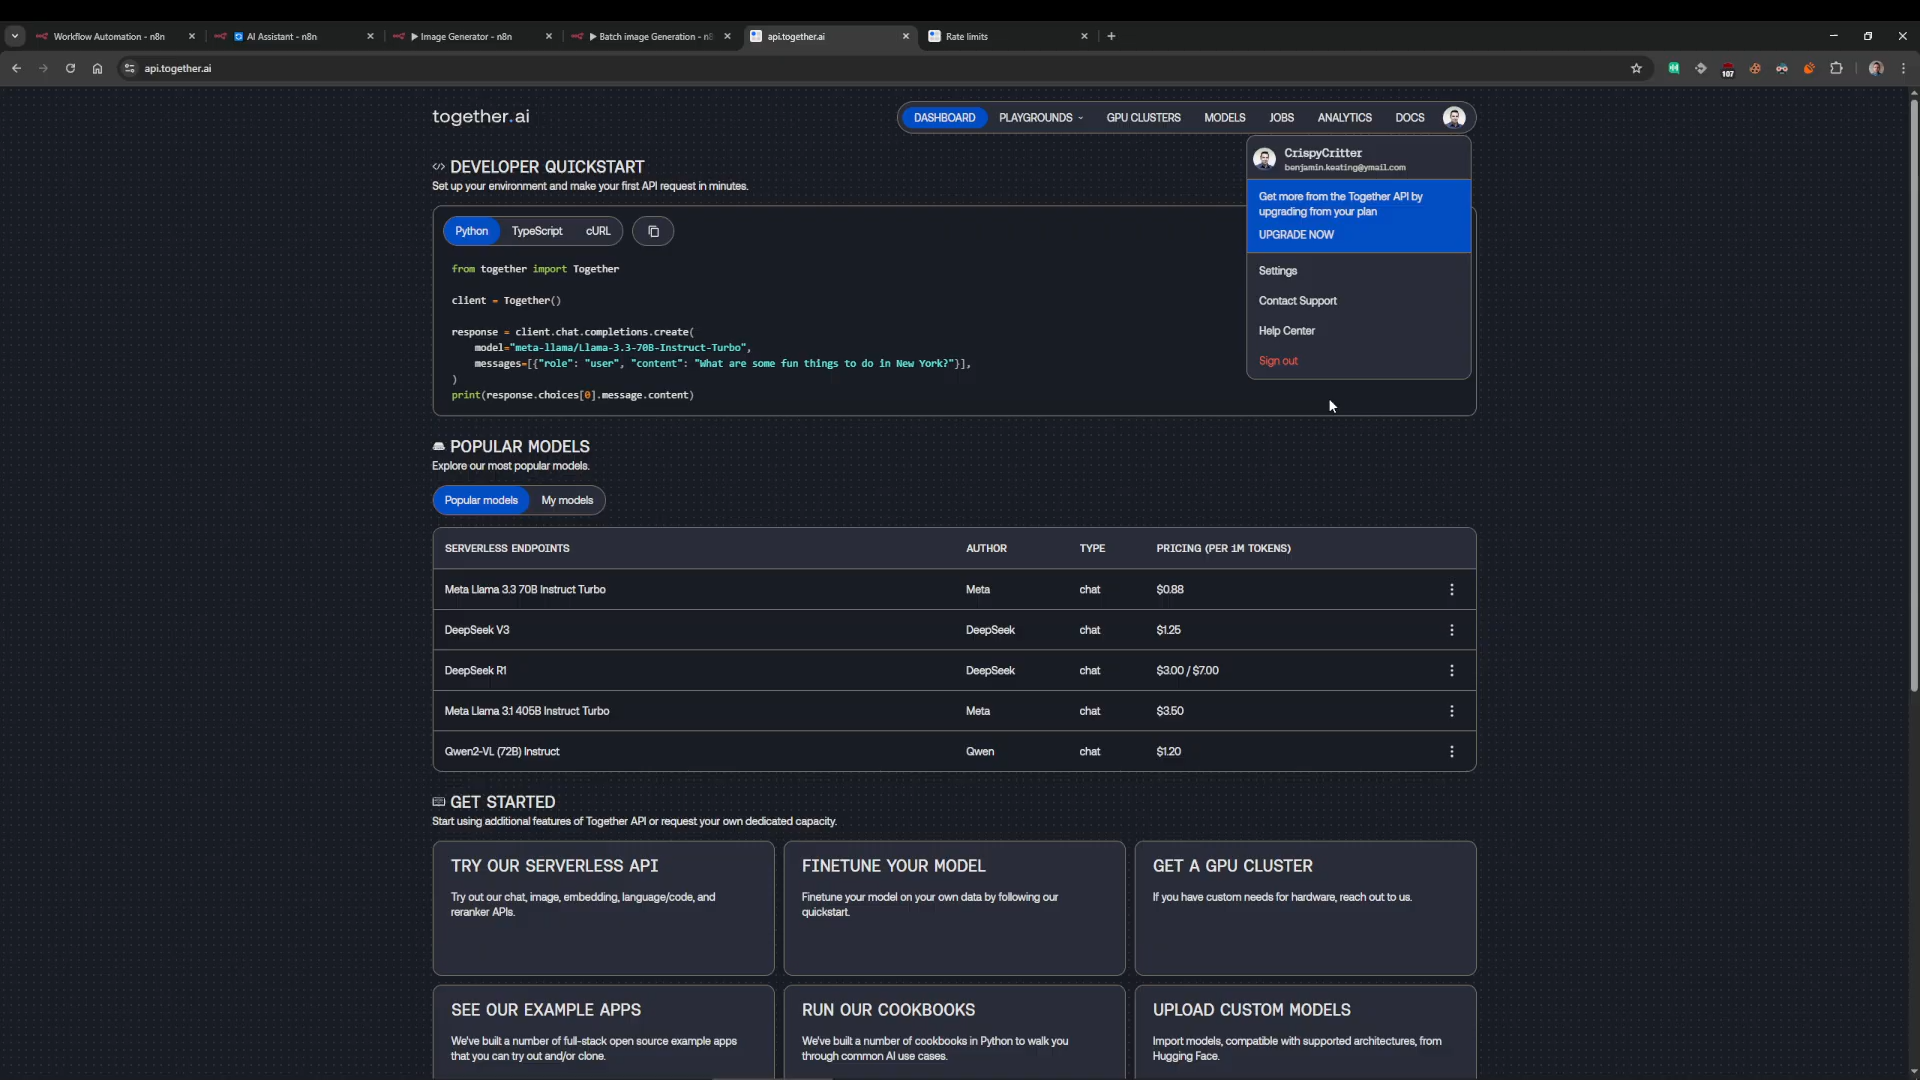 Workflow Automation - n8n
AI Assistant - n8n
Image Generator - n8n
Batch image Generation - n8
api.together.ai
Rate limits
api.together.ai
107
together.ai
DASHBOARD
PLAYGROUNDS
GPU CLUSTERS
MODELS
JOBS
ANALYTICS
DOCS
CrispyCritter
benjamin.keating@ymail.com
Get more from the Together API by
upgrading from your plan
UPGRADE NOW
Settings
Contact Support
Help Center
Sign out
</> DEVELOPER QUICKSTART
Set up your environment and make your first API request in minutes.
Python
TypeScript
cURL
from together import Together
client = Together()
response = client.chat.completions.create(
model="meta-llama/Llama-3.3-70B-Instruct-Turbo",
messages=[{"role": "user", "content": "What are some fun things to do in New York?"}],
)
print(response.choices[0].message.content)
POPULAR MODELS
Explore our most popular models.
Popular models
My models
SERVERLESS ENDPOINTS AUTHOR TYPE PRICING (PER 1M TOKENS)
Meta Llama 3.3 70B Instruct Turbo Meta chat $0.88
DeepSeek V3 DeepSeek chat $1.25
DeepSeek R1 DeepSeek chat $3.00 / $7.00
Meta Llama 3.1 405B Instruct Turbo Meta chat $3.50
Qwen2-VL (72B) Instruct Qwen chat $1.20
GET STARTED
Start using additional features of Together API or request your own dedicated capacity.
TRY OUR SERVERLESS API
Try out our chat, image, embedding, language/code, and
reranker APIs.
FINETUNE YOUR MODEL
Finetune your model on your own data by following our
quickstart.
GET A GPU CLUSTER
If you have custom needs for hardware, reach out to us.
SEE OUR EXAMPLE APPS
We've built a number of full-stack open source example apps
that you can try out and/or clone.
RUN OUR COOKBOOKS
We've built a number of cookbooks in Python to walk you
through common AI use cases.
UPLOAD CUSTOM MODELS
Import models, compatible with supported architectures, from
Hugging Face.